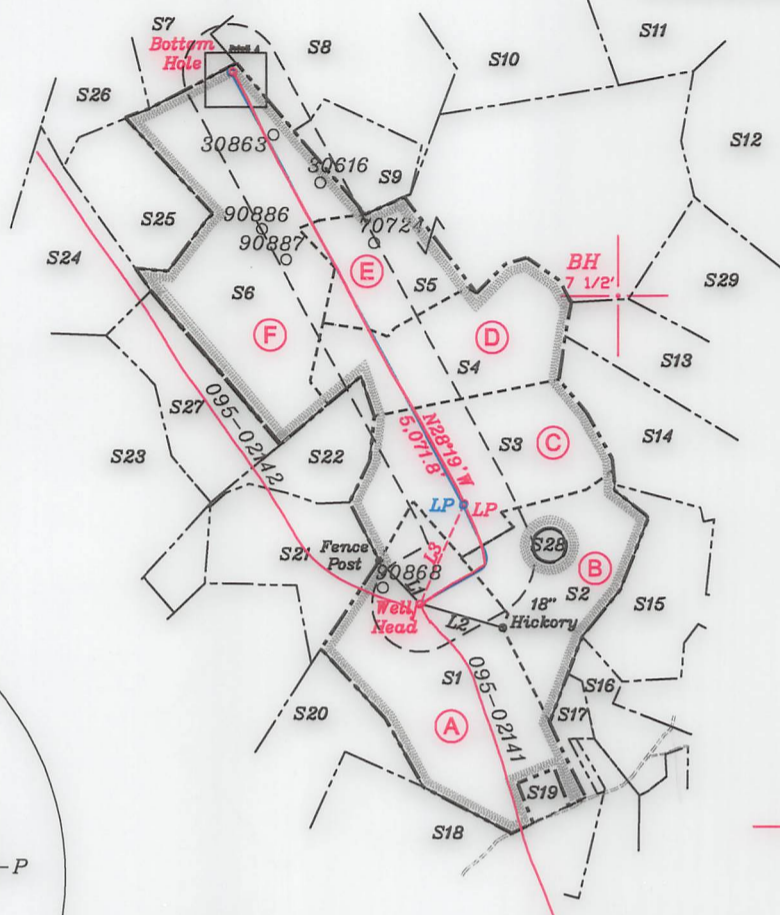 S7
S11
Bottom
Hole
Detail A
S8
S10
S26
S12
30863
30616
S9
S25
90886
70724
S24
90887
E
S5
BH
7 1/2'
S29
S6
F
D
S4
S13
S27
095-02142
N28°19'W
5,071.8'
S3
C
S14
S23
S22
LP
LP
Fence
Post
S21
L3
S28
90868
L1
B
S2
Well
Head
L2
18"
Hickory
S15
S1
095-02141
S16
S17
S20
A
S19
S18
-P